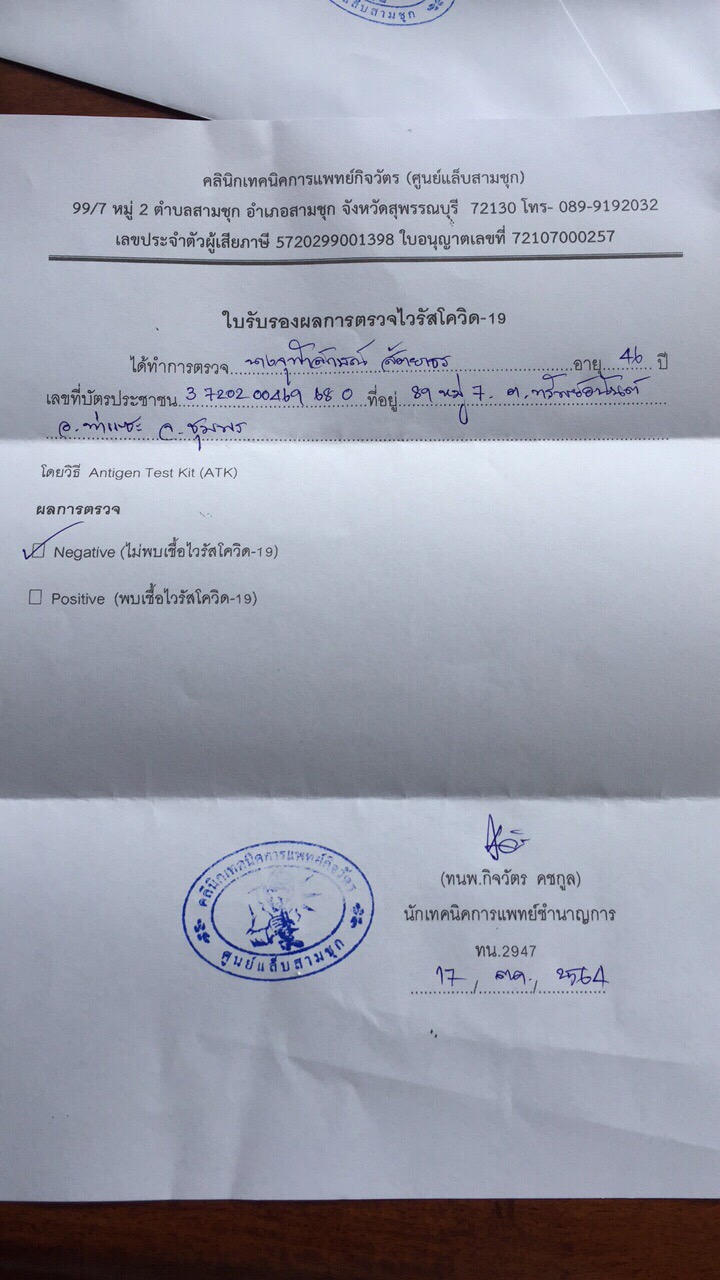 ศูนย์แล็บสามชุก
คลินิกเทคนิคการแพทย์กิจวัตร (ศูนย์แล็บสามชุก)
99/7 หมู่ 2 ตำบลสามชุก อำเภอสามชุก จังหวัดสุพรรณบุรี 72130 โทร- 089-9192032
เลขประจำตัวผู้เสียภาษี 5720299001398 ใบอนุญาตเลขที่ 72107000257
ใบรับรองผลการตรวจไวรัสโควิด-19
ได้ทำการตรวจ อายุ 46 ปี
เลขที่บัตรประชาชน 3 7202 00469 68 0 ที่อยู่ 89 หมู่ 7 ต.ทรัพย์อนันต์
อ.ท่าแซะ จ.ชุมพร
โดยวิธี Antigen Test Kit (ATK)
ผลการตรวจ
Negative (ไม่พบเชื้อไวรัสโควิด-19)
Positive (พบเชื้อไวรัสโควิด-19)
(ทนพ.กิจวัตร คชกูล)
คลินิกเทคนิคการแพทย์กิจวัตร
นักเทคนิคการแพทย์ชำนาญการ
ศูนย์แล็บสามชุก
ทน.2947
17 / ตค. / 2564